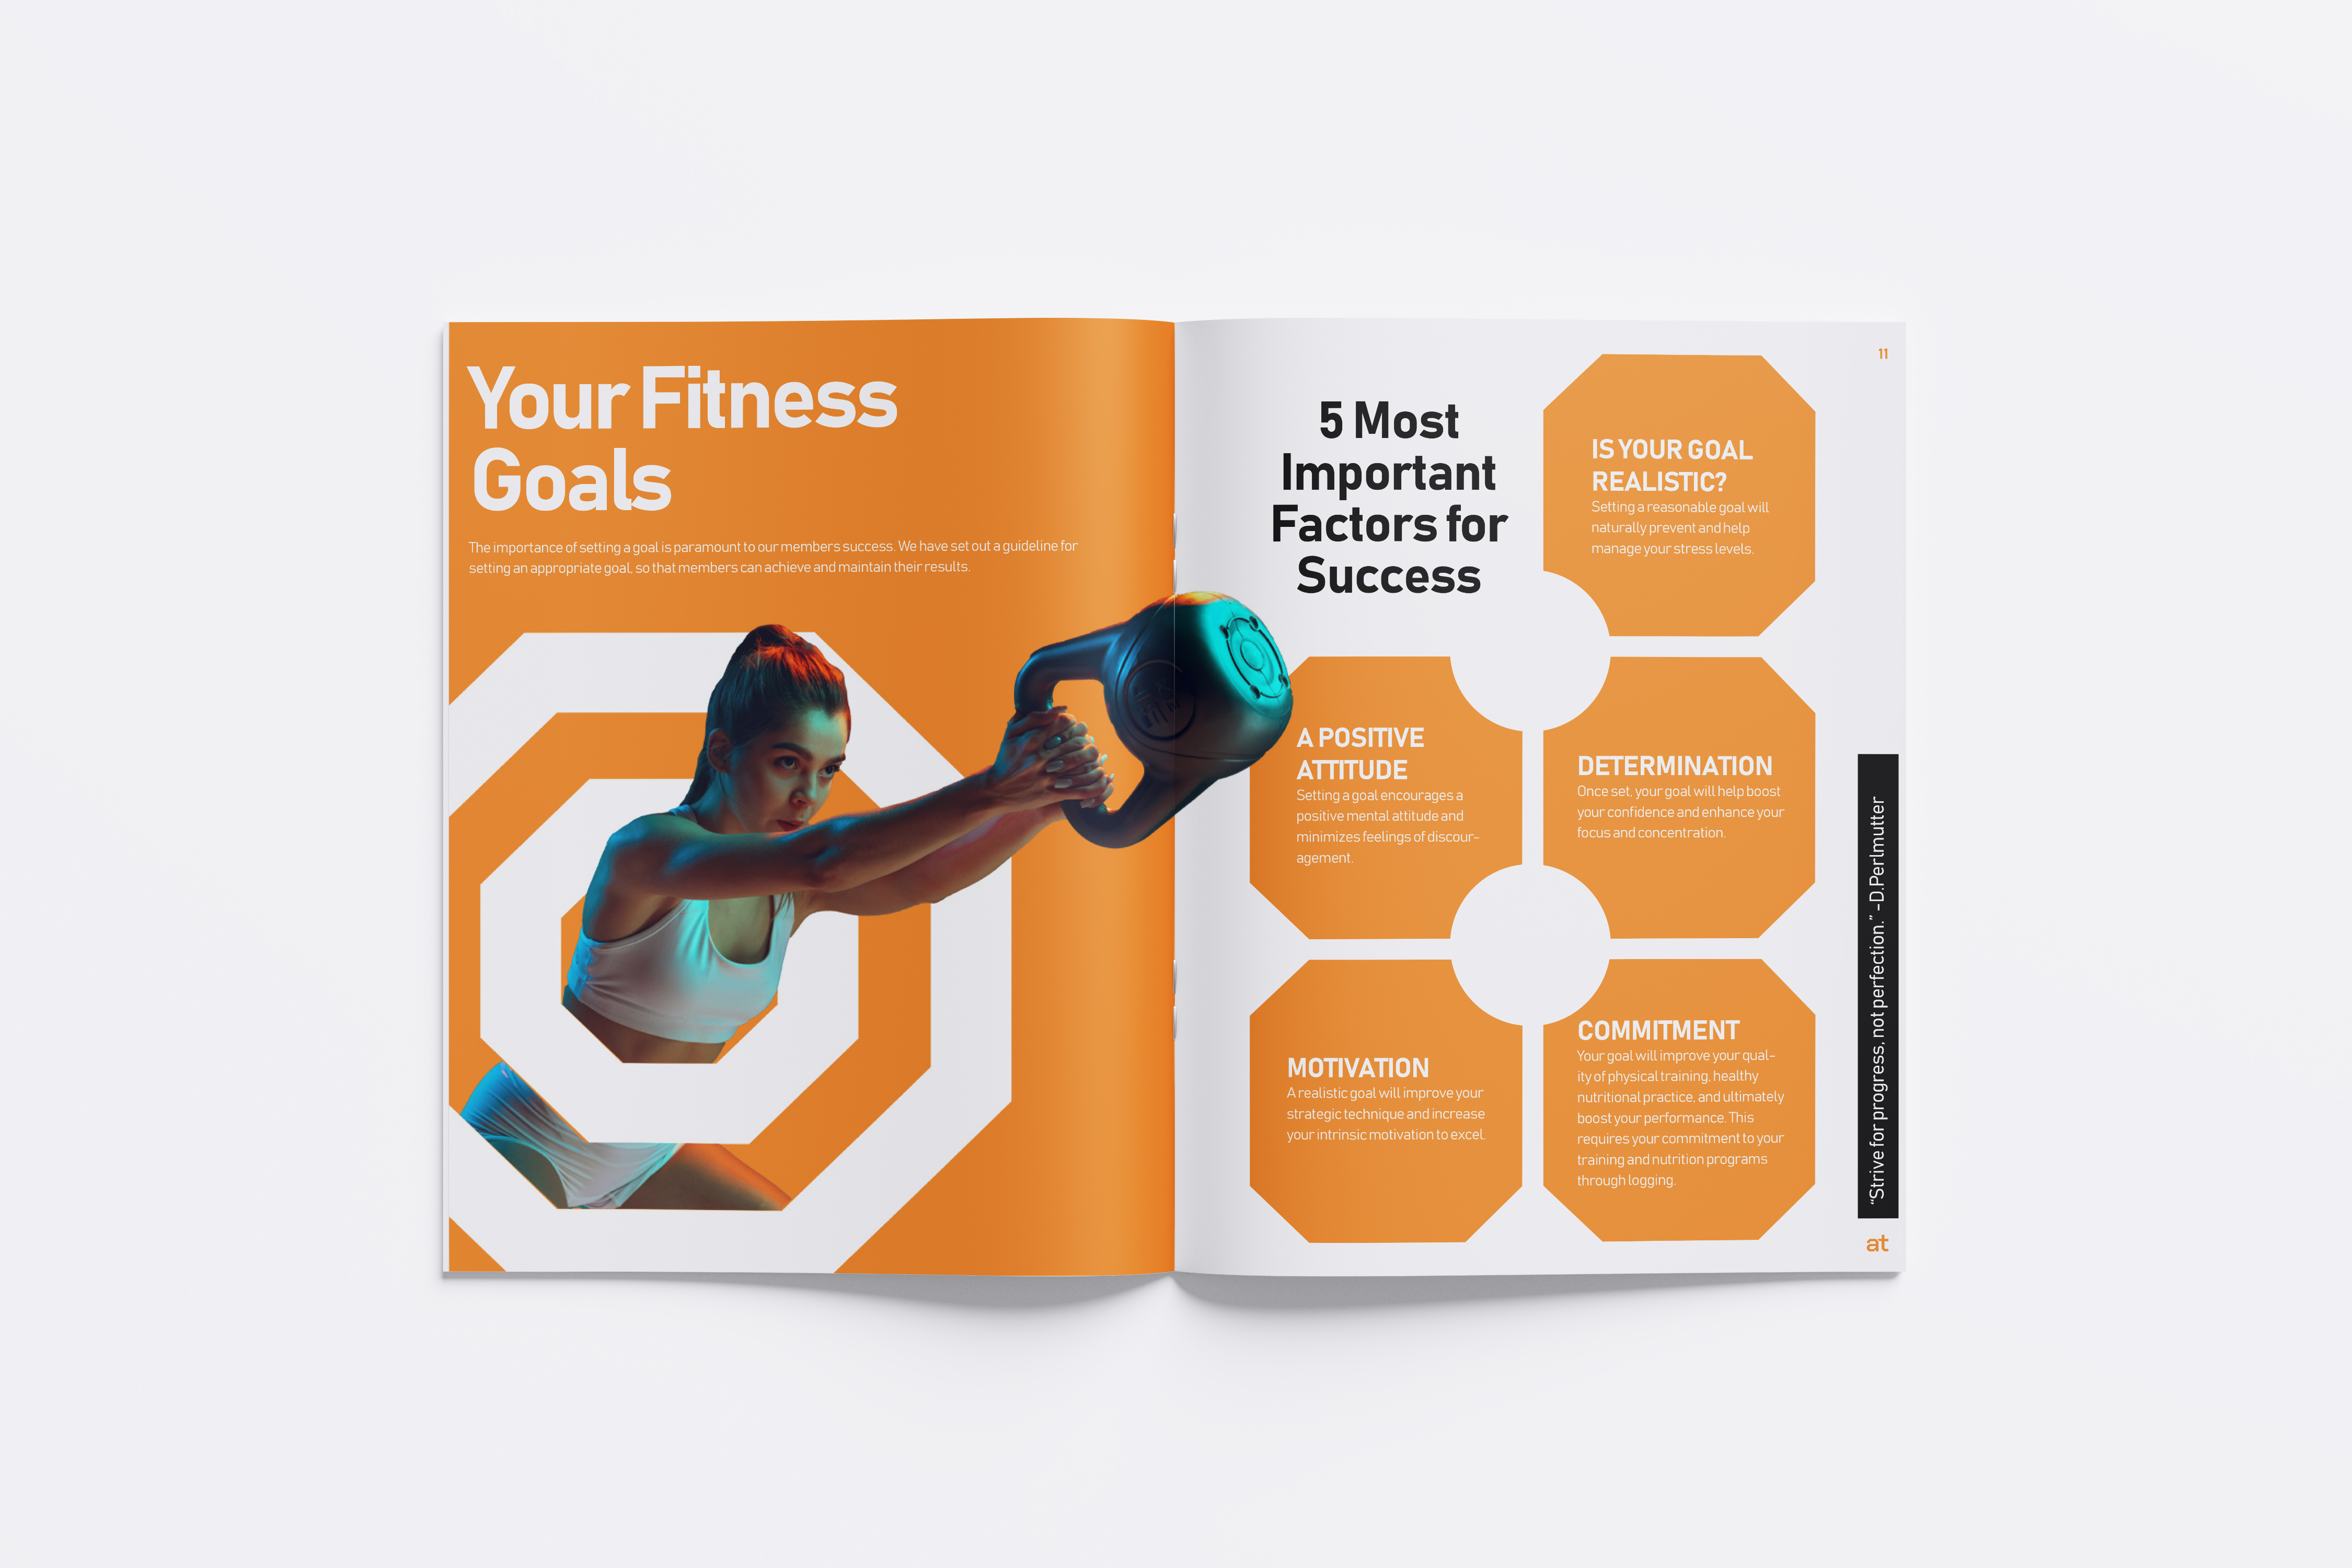 Your Fitness
Goals
The importance of setting a goal is paramount to our members success. We have set out a guideline for
setting an appropriate goal, so that members can achieve and maintain their results.
11
5 Most
Important
Factors for
Success
IS YOUR GOAL
REALISTIC?
Setting a reasonable goal will
naturally prevent and help
manage your stress levels.
A POSITIVE
ATTITUDE
Setting a goal encourages a
positive mental attitude and
minimizes feelings of discour-
agement.
DETERMINATION
Once set, your goal will help boost
your confidence and enhance your
focus and concentration.
MOTIVATION
A realistic goal will improve your
strategic technique and increase
your intrinsic motivation to excel.
COMMITMENT
Your goal will improve your qual-
ity of physical training, healthy
nutritional practice, and ultimately
boost your performance. This
requires your commitment to your
training and nutrition programs
through logging.
“Strive for progress, not perfection.” -D.Perlmutter
at